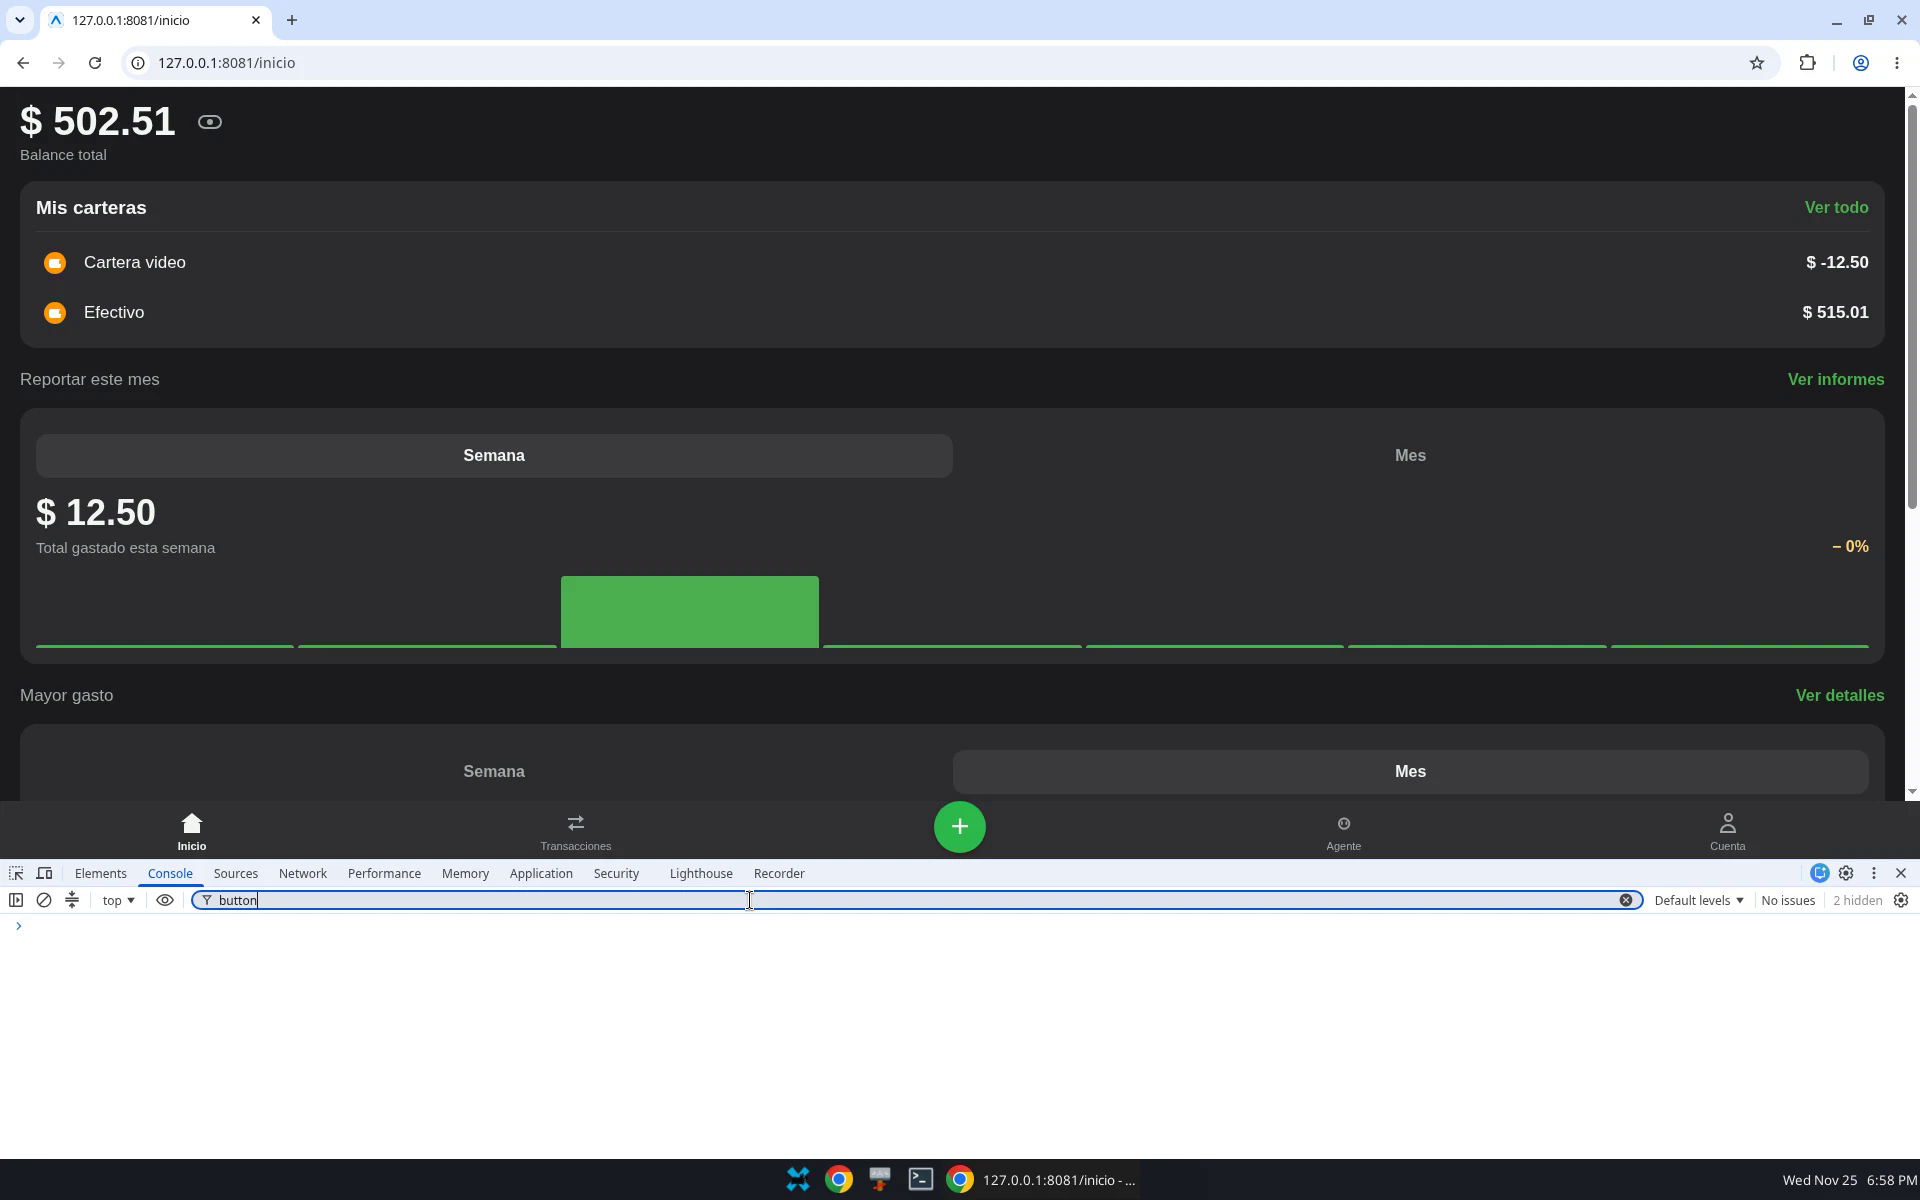 127.0.0.1:8081/inicio
127.0.0.1:8081/inicio
$ 502.51
Balance total
Mis carteras
Ver todo
Cartera video
$ -12.50
Efectivo
$ 515.01
Reportar este mes
Ver informes
Semana
Mes
$ 12.50
Total gastado esta semana
– 0%
Mayor gasto
Ver detalles
Semana
Mes
Inicio
Transacciones
+
Agente
Cuenta
Elements
Console
Sources
Network
Performance
Memory
Application
Security
Lighthouse
Recorder
top
button
Default levels
No issues
2 hidden
127.0.0.1:8081/inicio - ...
Wed Nov 25 6:58 PM